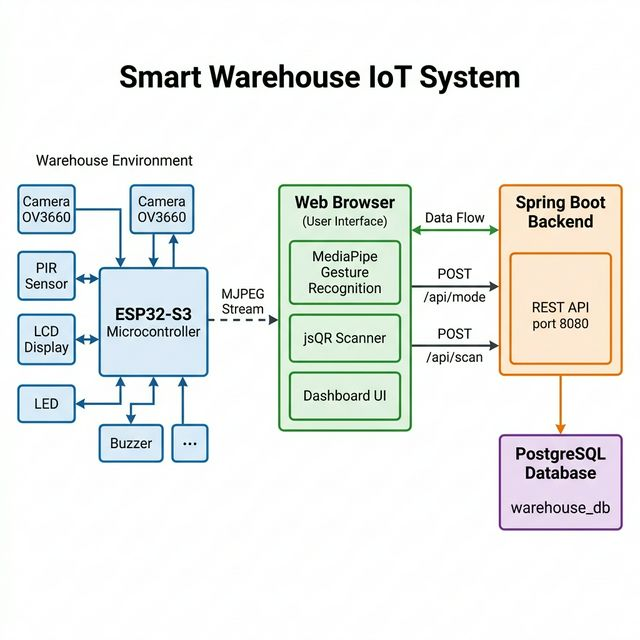 Smart Warehouse IoT System
Warehouse Environment
Camera
OV3660
Camera
OV3660
PIR
Sensor
LCD
Display
LED
ESP32-S3
Microcontroller
Buzzer
...
MJPEG
Stream
Web Browser
(User Interface)
MediaPipe
Gesture
Recognition
jsQR Scanner
Dashboard UI
Data Flow
POST
/api/mode
POST
/api/scan
Spring Boot
Backend
REST API
port 8080
PostgreSQL
Database
warehouse_db